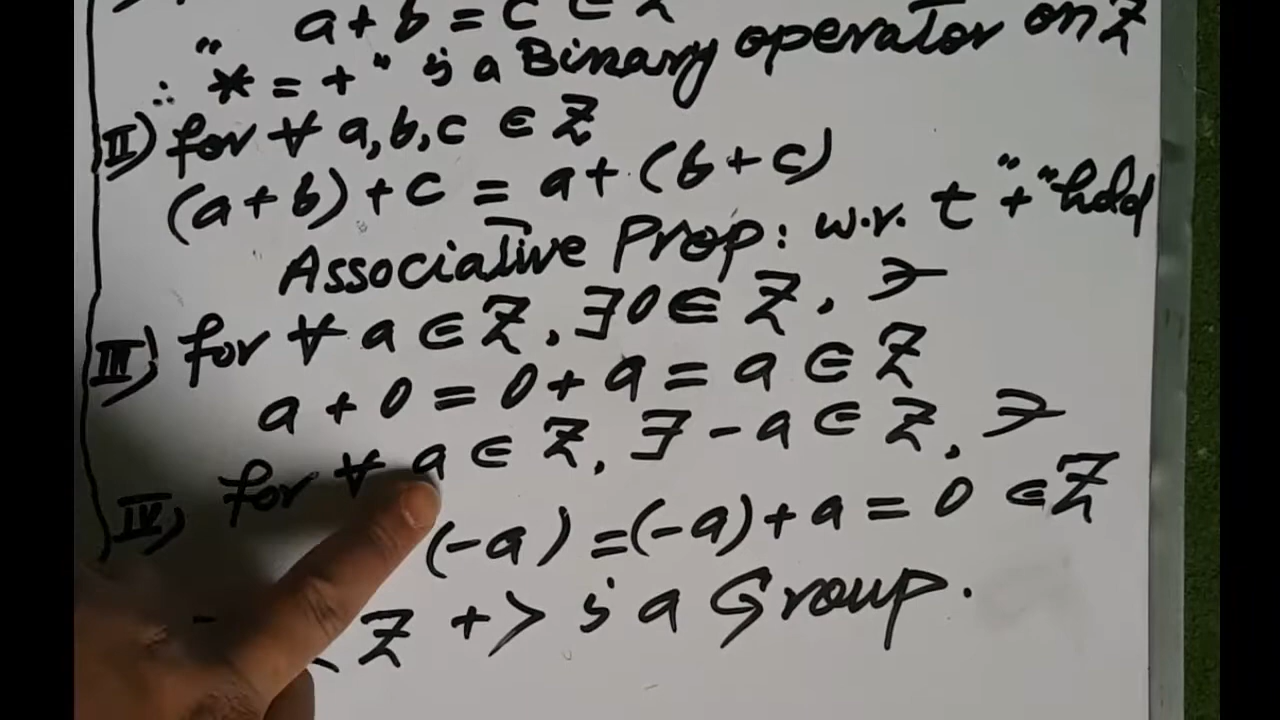 a + b = c ∈ Z
∴ "* = +" is a Binary operator on Z
II) for ∀ a, b, c ∈ Z
(a + b) + c = a + (b + c)
Associative Prop: w.r.t "+" hold
III) for ∀ a ∈ Z, ∃ 0 ∈ Z, ∋
a + 0 = 0 + a = a ∈ Z
IV) for ∀ a ∈ Z, ∃ -a ∈ Z, ∋
(-a) = (-a) + a = 0 ∈ Z
Z + > is a Group.